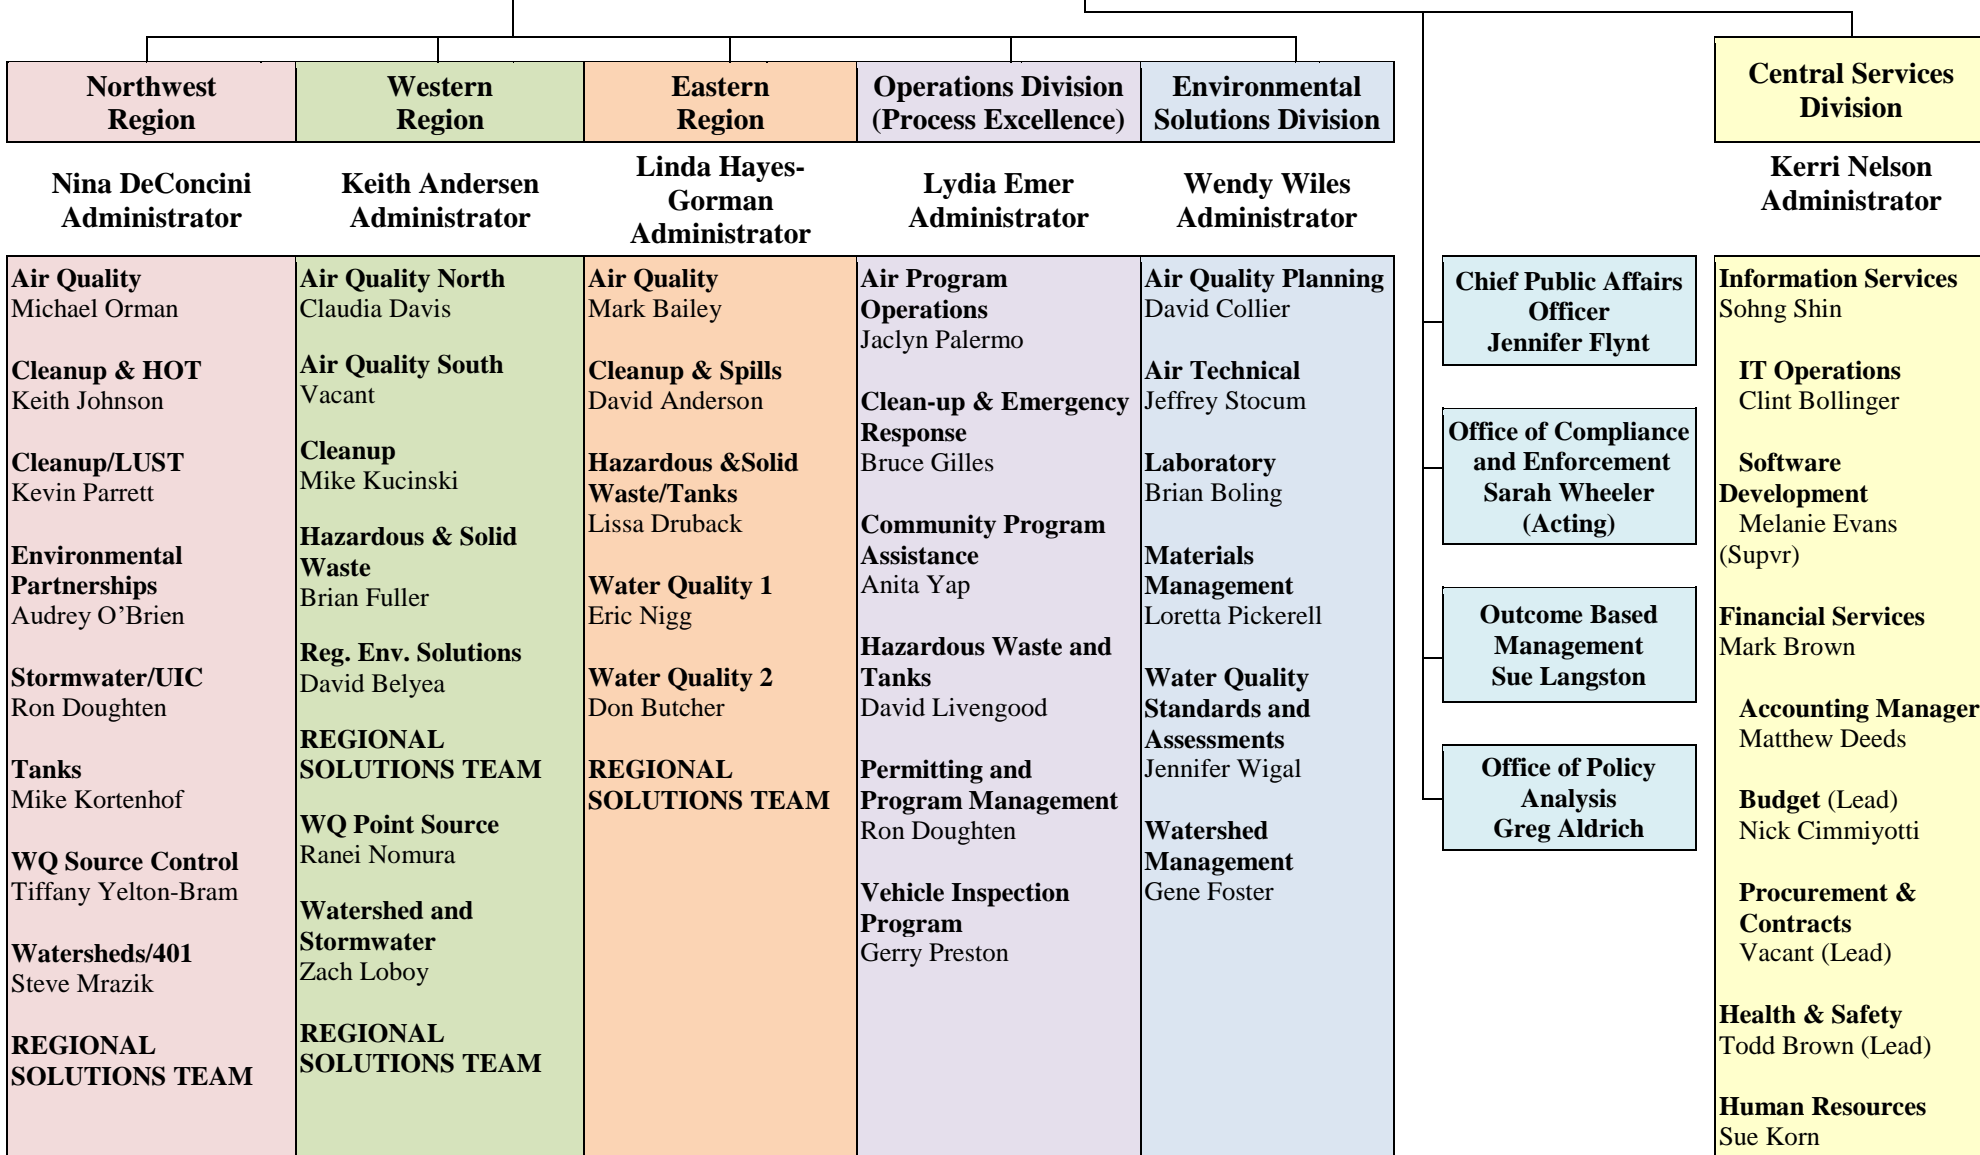 Northwest
Region
Nina DeConcini
Administrator
Air Quality
Michael Orman
Cleanup & HOT
Keith Johnson
Cleanup/LUST
Kevin Parrett
Environmental
Partnerships
Audrey O’Brien
Stormwater/UIC
Ron Doughten
Tanks
Mike Kortenhof
WQ Source Control
Tiffany Yelton-Bram
Watersheds/401
Steve Mrazik
REGIONAL
SOLUTIONS TEAM
Western
Region
Keith Andersen
Administrator
Air Quality North
Claudia Davis
Air Quality South
Vacant
Cleanup
Mike Kucinski
Hazardous & Solid
Waste
Brian Fuller
Reg. Env. Solutions
David Belyea
REGIONAL
SOLUTIONS TEAM
WQ Point Source
Ranei Nomura
Watershed and
Stormwater
Zach Loboy
REGIONAL
SOLUTIONS TEAM
Eastern
Region
Linda Hayes-
Gorman
Administrator
Air Quality
Mark Bailey
Cleanup & Spills
David Anderson
Hazardous &Solid
Waste/Tanks
Lissa Druback
Water Quality 1
Eric Nigg
Water Quality 2
Don Butcher
REGIONAL
SOLUTIONS TEAM
Operations Division
(Process Excellence)
Lydia Emer
Administrator
Air Program
Operations
Jaclyn Palermo
Clean-up & Emergency
Response
Bruce Gilles
Community Program
Assistance
Anita Yap
Hazardous Waste and
Tanks
David Livengood
Permitting and
Program Management
Ron Doughten
Vehicle Inspection
Program
Gerry Preston
Environmental
Solutions Division
Wendy Wiles
Administrator
Air Quality Planning
David Collier
Air Technical
Jeffrey Stocum
Laboratory
Brian Boling
Materials
Management
Loretta Pickerell
Water Quality
Standards and
Assessments
Jennifer Wigal
Watershed
Management
Gene Foster
Chief Public Affairs
Officer
Jennifer Flynt
Office of Compliance
and Enforcement
Sarah Wheeler
(Acting)
Outcome Based
Management
Sue Langston
Office of Policy
Analysis
Greg Aldrich
Central Services
Division
Kerri Nelson
Administrator
Information Services
Sohng Shin
IT Operations
Clint Bollinger
Software
Development
Melanie Evans
(Supvr)
Financial Services
Mark Brown
Accounting Manager
Matthew Deeds
Budget (Lead)
Nick Cimmiyotti
Procurement &
Contracts
Vacant (Lead)
Health & Safety
Todd Brown (Lead)
Human Resources
Sue Korn